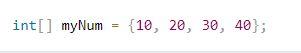 int[] myNum = {10, 20, 30, 40};